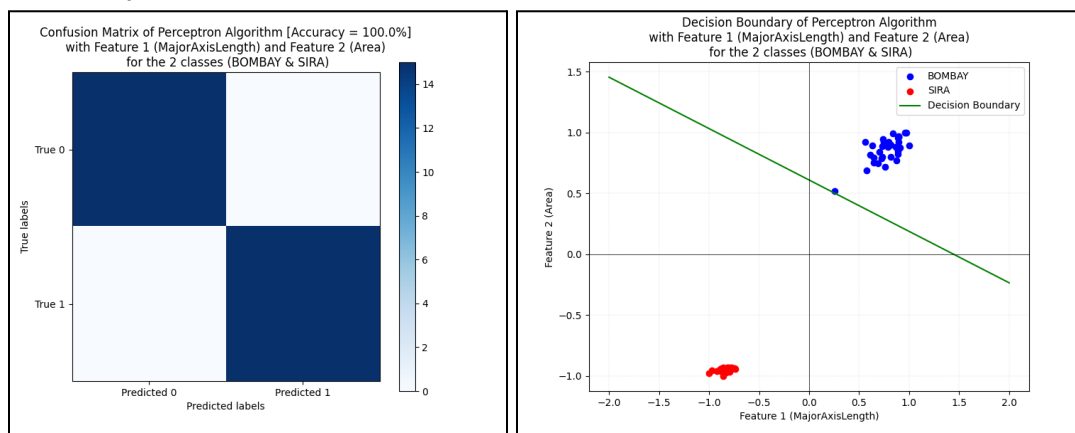 Confusion Matrix of Perceptron Algorithm [Accuracy = 100.0%]
with Feature 1 (MajorAxisLength) and Feature 2 (Area)
for the 2 classes (BOMBAY & SIRA)
True 0
True 1
True labels
Predicted 0
Predicted 1
Predicted labels
14
12
10
8
6
4
2
0
Decision Boundary of Perceptron Algorithm
with Feature 1 (MajorAxisLength) and Feature 2 (Area)
for the 2 classes (BOMBAY & SIRA)
BOMBAY
SIRA
Decision Boundary
1.5
1.0
0.5
0.0
−0.5
−1.0
Feature 2 (Area)
−2.0
−1.5
−1.0
−0.5
0.0
0.5
1.0
1.5
2.0
Feature 1 (MajorAxisLength)